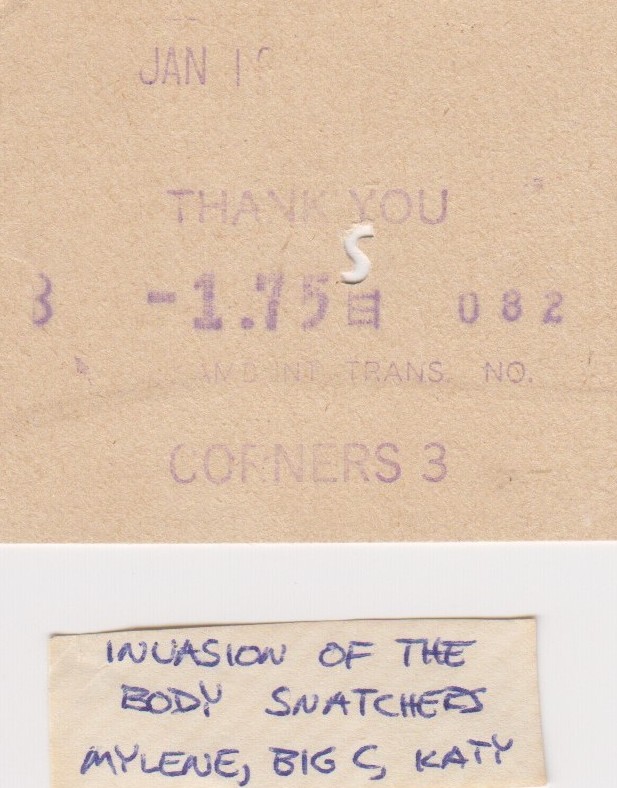 JAN 1
THANK YOU
S
-1.75 082
TRANS. NO.
CORNERS 3
INVASION OF THE
BODY SNATCHERS
MYLENE, BIG C, KATY